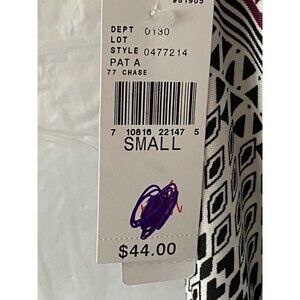 DEPT 0130
LOT
STYLE 0477214
PAT A
77 CHASE
7 10816 22147 5
SMALL
$44.00